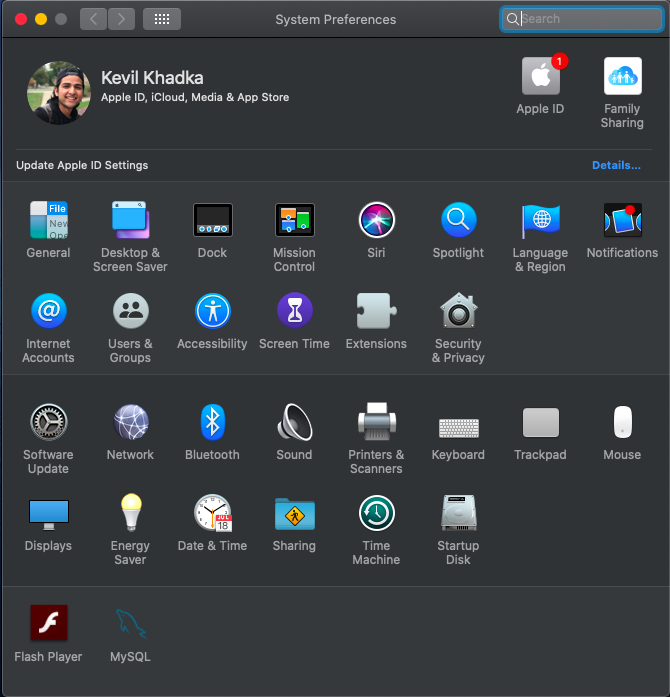 System Preferences
Search
Kevil Khadka
Apple ID, iCloud, Media & App Store
1
Apple ID
Family
Sharing
Update Apple ID Settings
Details...
File
New
Ope
General
Desktop &
Screen Saver
Dock
Mission
Control
Siri
Spotlight
Language
& Region
Notifications
@
Internet
Accounts
Users &
Groups
Accessibility
Screen Time
Extensions
Security
& Privacy
Software
Update
Network
Bluetooth
Sound
Printers &
Scanners
Keyboard
Trackpad
Mouse
JUL
18
Displays
Energy
Saver
Date & Time
Sharing
Time
Machine
Startup
Disk
Flash Player
MySQL